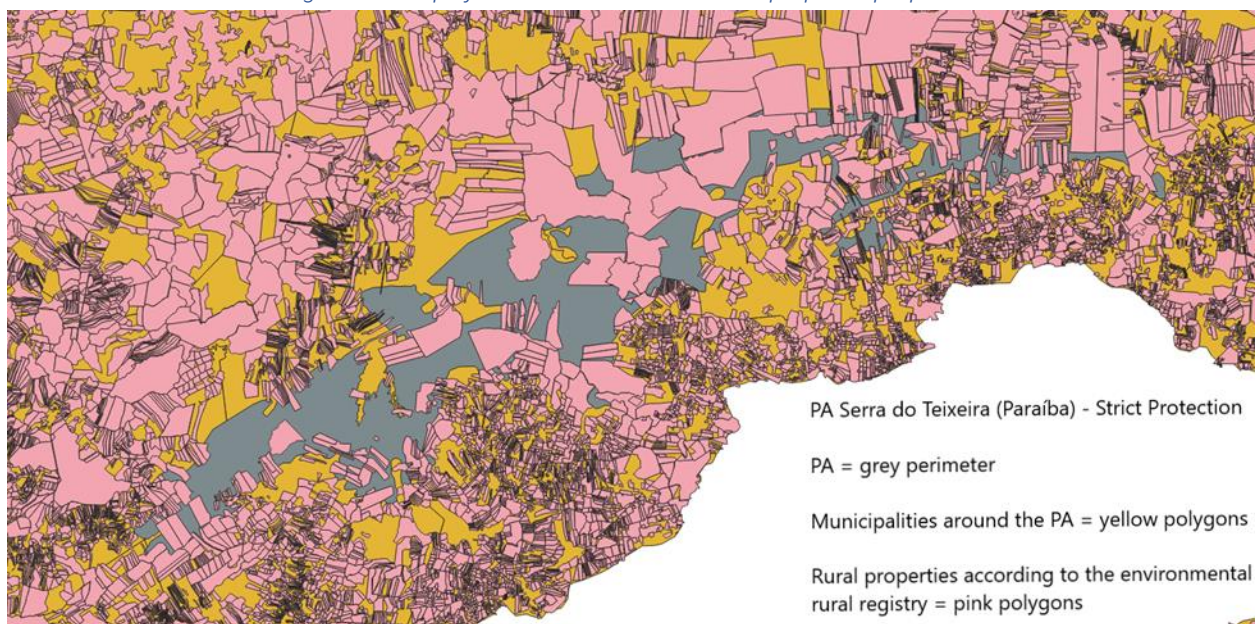 PA Serra do Teixeira (Paraíba) - Strict Protection
PA = grey perimeter
Municipalities around the PA = yellow polygons
Rural properties according to the environmental
rural registry = pink polygons